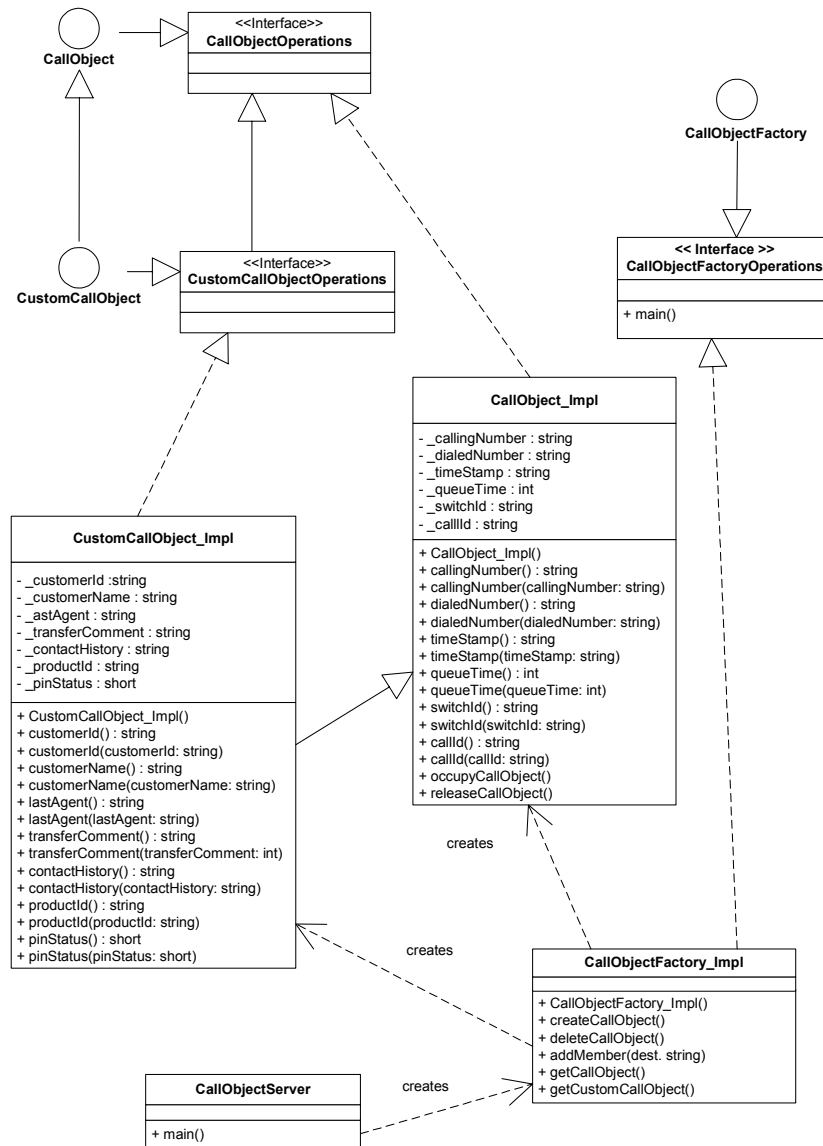 CallObject
<<Interface>>
CallObjectOperations
CallObjectFactory
CustomCallObject
<<Interface>>
CustomCallObjectOperations
<< Interface >>
CallObjectFactoryOperations
+ main()
CallObject_Impl
- _callingNumber : string
- _dialedNumber : string
- _timeStamp : string
- _queueTime : int
- _switchId : string
- _callId : string
+ CallObject_Impl()
+ callingNumber() : string
+ callingNumber(callingNumber: string)
+ dialedNumber() : string
+ dialedNumber(dialedNumber: string)
+ timeStamp() : string
+ timeStamp(timeStamp: string)
+ queueTime() : int
+ queueTime(queueTime: int)
+ switchId() : string
+ switchId(switchId: string)
+ callId() : string
+ callId(callId: string)
+ occupyCallObject()
+ releaseCallObject()
CustomCallObject_Impl
- _customerId :string
- _customerName : string
- _astAgent : string
- _transferComment : string
- _contactHistory : string
- _productId : string
- _pinStatus : short
+ CustomCallObject_Impl()
+ customerId() : string
+ customerId(customerId: string)
+ customerName() : string
+ customerName(customerName: string)
+ lastAgent() : string
+ lastAgent(lastAgent: string)
+ transferComment() : string
+ transferComment(transferComment: int)
+ contactHistory() : string
+ contactHistory(contactHistory: string)
+ productId() : string
+ productId(productId: string)
+ pinStatus() : short
+ pinStatus(pinStatus: short)
creates
creates
CallObjectFactory_Impl
+ CallObjectFactory_Impl()
+ createCallObject()
+ deleteCallObject()
+ addMember(dest. string)
+ getCallObject()
+ getCustomCallObject()
creates
CallObjectServer
+ main()